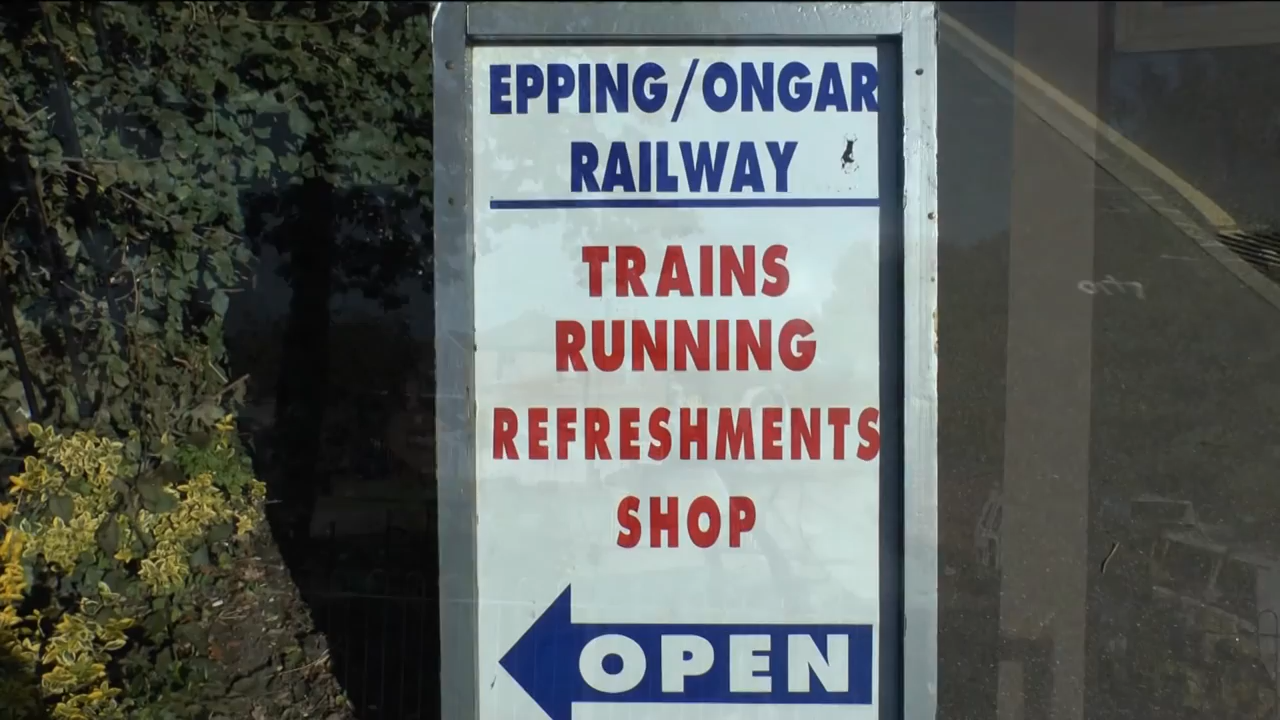 EPPING/ONGAR
RAILWAY
TRAINS
RUNNING
REFRESHMENTS
SHOP
OPEN